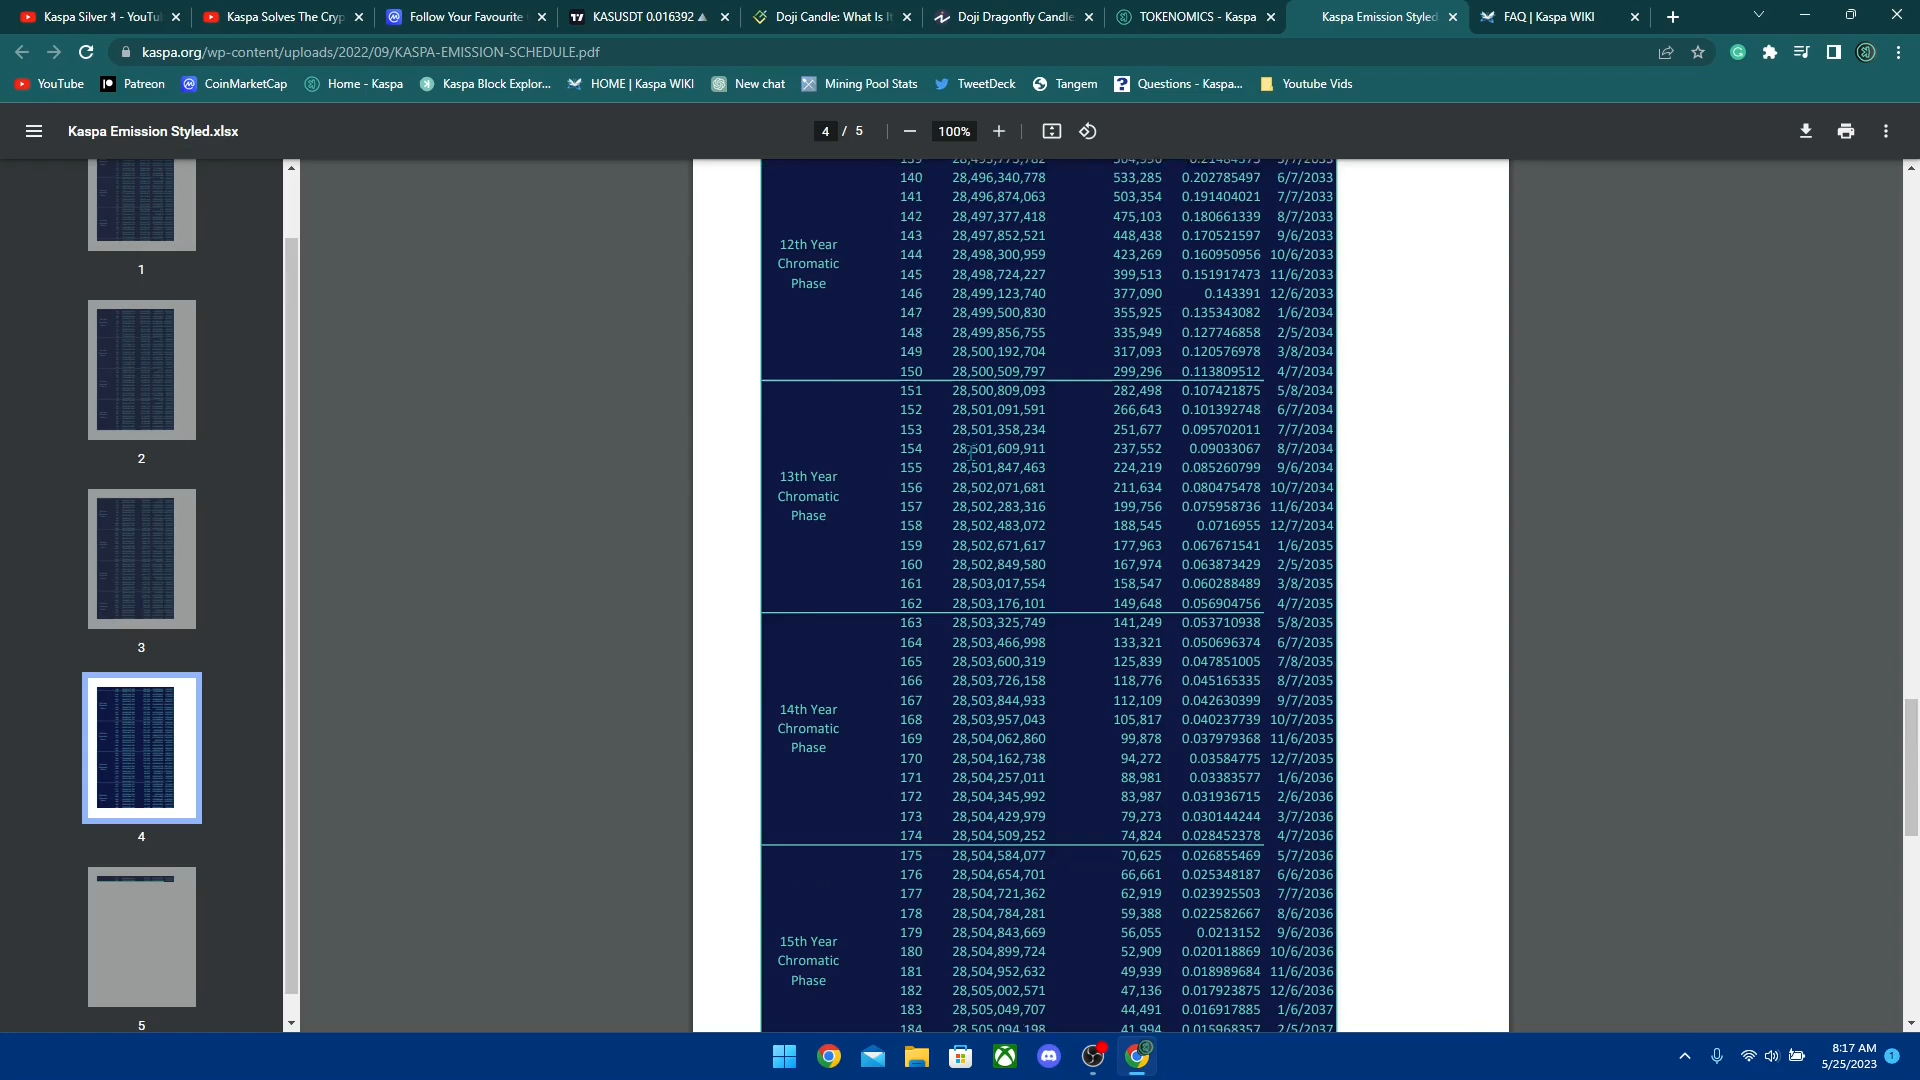 Kaspa Silver
- YouTu
Kaspa Solves The Cryp
Follow Your Favourite
KASUSDT 0.016392
Doji Candle: What Is It
Doji Dragonfly Candle
TOKENOMICS - Kaspa
Kaspa Emission Styled
FAQ | Kaspa WIKI
kaspa.org/wp-content/uploads/2022/09/KASPA-EMISSION-SCHEDULE.pdf
YouTube
Patreon
CoinMarketCap
Home - Kaspa
Kaspa Block Explor...
HOME | Kaspa WIKI
New chat
Mining Pool Stats
TweetDeck
Tangem
Questions - Kaspa...
Youtube Vids
Kaspa Emission Styled.xlsx
4 / 5
100%
1
2
3
4
5
12th Year
Chromatic
Phase
140 28,496,340,778 533,285 0.202785497 6/7/2033
141 28,496,874,063 503,354 0.191404021 7/7/2033
142 28,497,377,418 475,103 0.180661339 8/7/2033
143 28,497,852,521 448,438 0.170521597 9/6/2033
144 28,498,300,959 423,269 0.160950956 10/6/2033
145 28,498,724,227 399,513 0.151917473 11/6/2033
146 28,499,123,740 377,090 0.143391 12/6/2033
147 28,499,500,830 355,925 0.135343082 1/6/2034
148 28,499,856,755 335,949 0.127746858 2/5/2034
149 28,500,192,704 317,093 0.120576978 3/8/2034
150 28,500,509,797 299,296 0.113809512 4/7/2034
13th Year
Chromatic
Phase
151 28,500,809,093 282,498 0.107421875 5/8/2034
152 28,501,091,591 266,643 0.101392748 6/7/2034
153 28,501,358,234 251,677 0.095702011 7/7/2034
154 28,501,609,911 237,552 0.09033067 8/7/2034
155 28,501,847,463 224,219 0.085260799 9/6/2034
156 28,502,071,681 211,634 0.080475478 10/7/2034
157 28,502,283,316 199,756 0.075958736 11/6/2034
158 28,502,483,072 188,545 0.0716955 12/7/2034
159 28,502,671,617 177,963 0.067671541 1/6/2035
160 28,502,849,580 167,974 0.063873429 2/5/2035
161 28,503,017,554 158,547 0.060288489 3/8/2035
162 28,503,176,101 149,648 0.056904756 4/7/2035
14th Year
Chromatic
Phase
163 28,503,325,749 141,249 0.053710938 5/8/2035
164 28,503,466,998 133,321 0.050696374 6/7/2035
165 28,503,600,319 125,839 0.047851005 7/8/2035
166 28,503,726,158 118,776 0.045165335 8/7/2035
167 28,503,844,933 112,109 0.042630399 9/7/2035
168 28,503,957,043 105,817 0.040237739 10/7/2035
169 28,504,062,860 99,878 0.037979368 11/6/2035
170 28,504,162,738 94,272 0.03584775 12/7/2035
171 28,504,257,011 88,981 0.03383577 1/6/2036
172 28,504,345,992 83,987 0.031936715 2/6/2036
173 28,504,429,979 79,273 0.030144244 3/7/2036
174 28,504,509,252 74,824 0.028452378 4/7/2036
15th Year
Chromatic
Phase
175 28,504,584,077 70,625 0.026855469 5/7/2036
176 28,504,654,701 66,661 0.025348187 6/6/2036
177 28,504,721,362 62,919 0.023925503 7/7/2036
178 28,504,784,281 59,388 0.022582667 8/6/2036
179 28,504,843,669 56,055 0.0213152 9/6/2036
180 28,504,899,724 52,909 0.020118869 10/6/2036
181 28,504,952,632 49,939 0.018989684 11/6/2036
182 28,505,002,571 47,136 0.017923875 12/6/2036
183 28,505,049,707 44,491 0.016917885 1/6/2037
184 28,505,094,198 41,994 0.015968357 2/5/2037
8:17 AM
5/25/2023
1